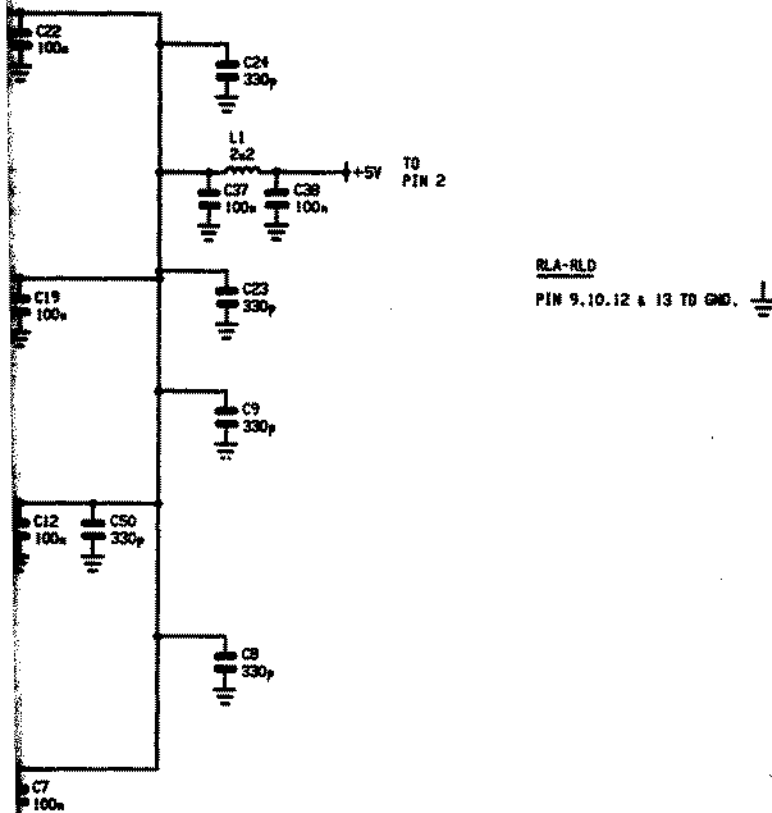 C22
100n
C24
330p
L1
2u2
+5V
TO
PIN 2
C37
100n
C38
100n
C19
100n
C23
330p
RLA-RLD
PIN 9,10,12 & 13 TO GND.
C9
330p
C12
100n
C50
330p
C8
330p
C7
100n